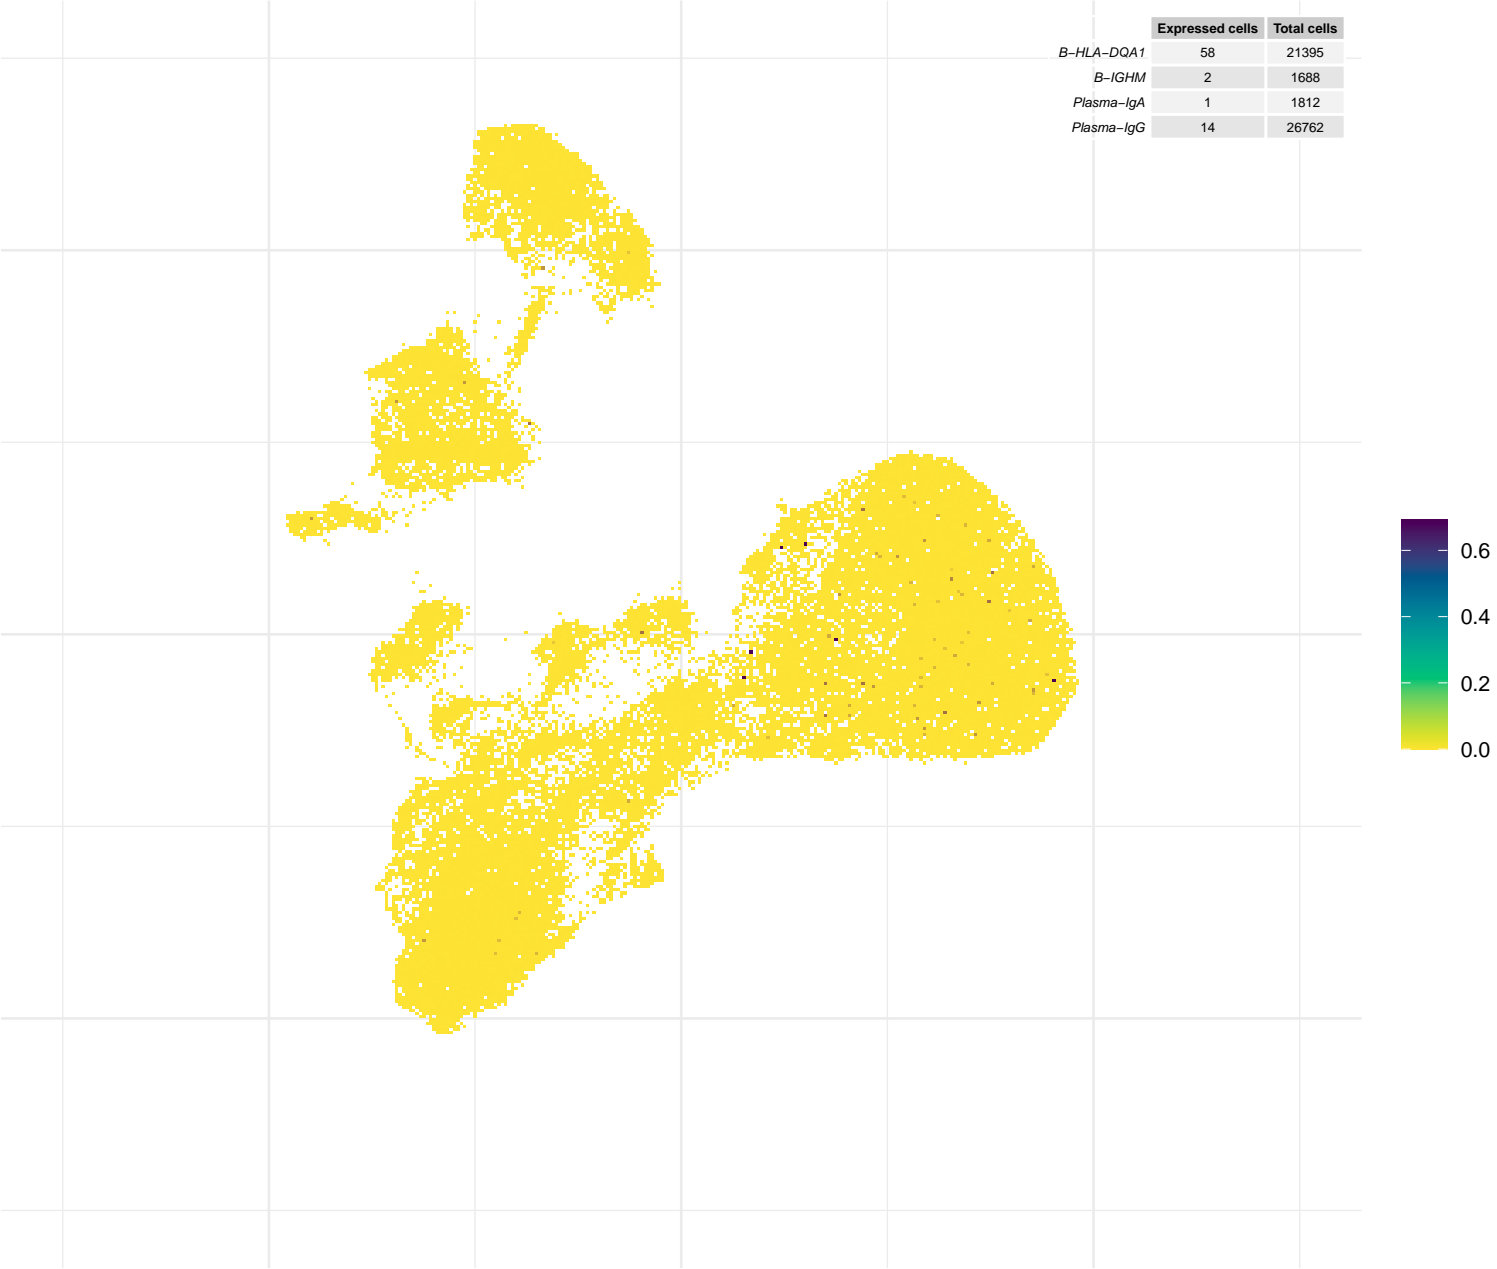 Expressed cells Total cells
B−HLA−DQA1 58 21395
B−IGHM 2 1688
Plasma−IgA 1 1812
Plasma−IgG 14 26762
0.6
0.4
0.2
0.0